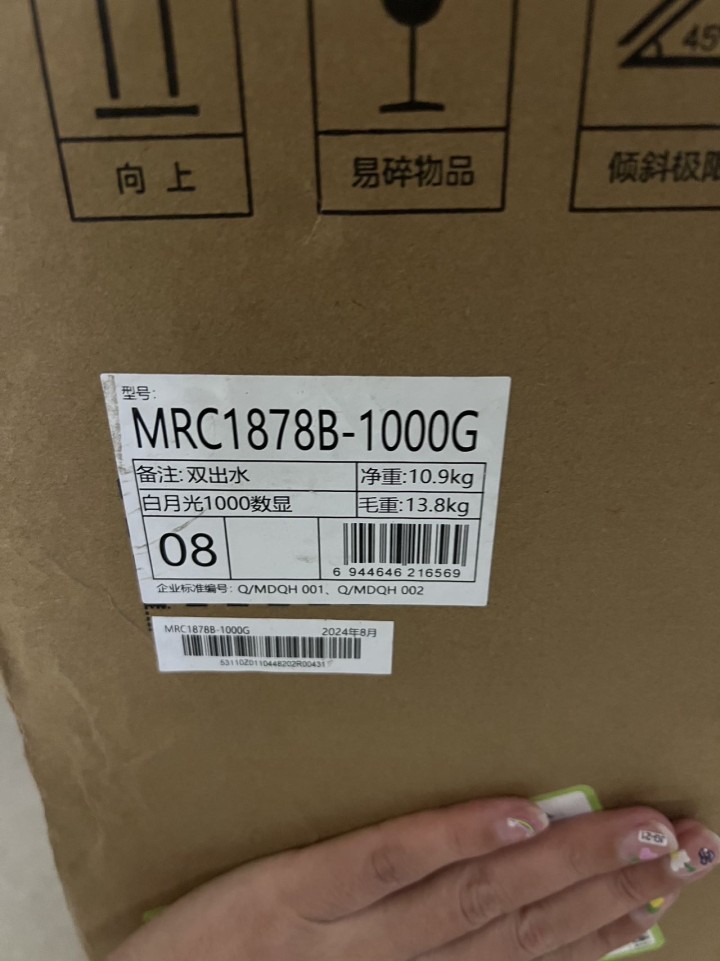 45°
向上
易碎物品
倾斜极限
型号:
MRC1878B-1000G
备注: 双出水
净重:10.9kg
白月光1000数显
毛重:13.8kg
08
6 944646 216569
企业标准编号: Q/MDQH 001、Q/MDQH 002
MRC1878B-1000G
2024年8月